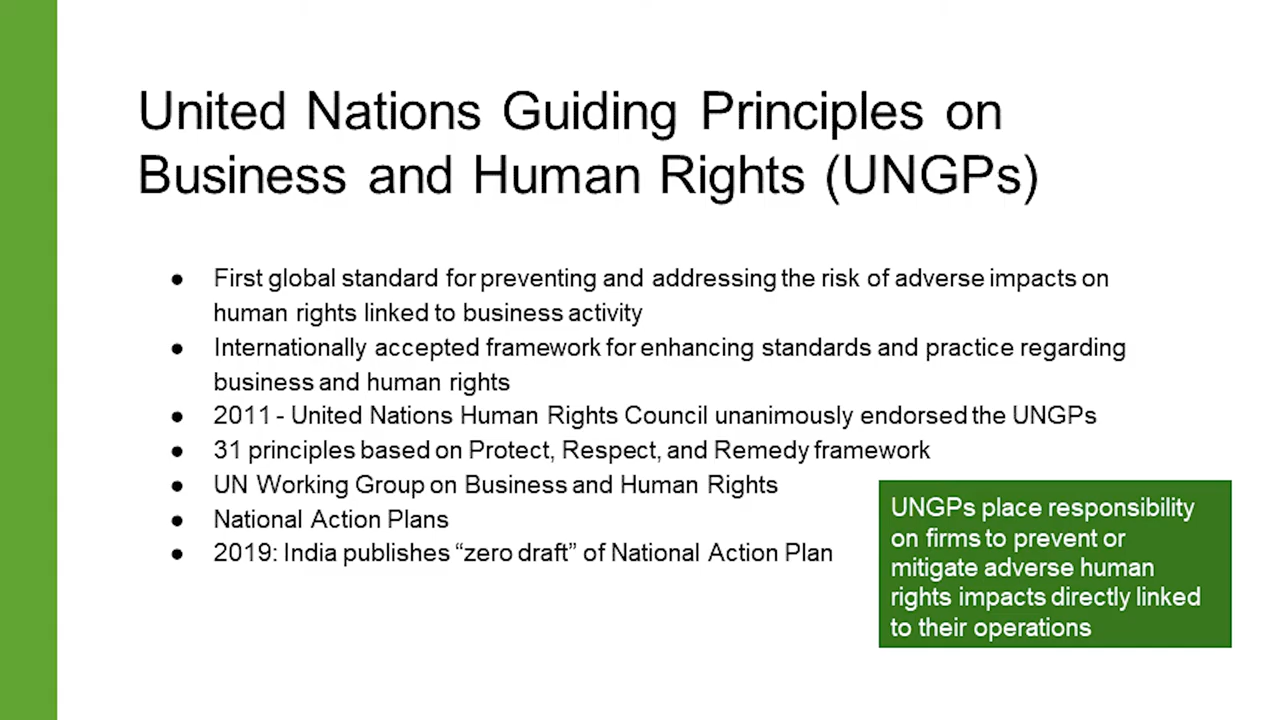 United Nations Guiding Principles on
Business and Human Rights (UNGPs)
● First global standard for preventing and addressing the risk of adverse impacts on
human rights linked to business activity
● Internationally accepted framework for enhancing standards and practice regarding
business and human rights
● 2011 - United Nations Human Rights Council unanimously endorsed the UNGPs
● 31 principles based on Protect, Respect, and Remedy framework
● UN Working Group on Business and Human Rights
● National Action Plans
● 2019: India publishes “zero draft” of National Action Plan
UNGPs place responsibility
on firms to prevent or
mitigate adverse human
rights impacts directly linked
to their operations